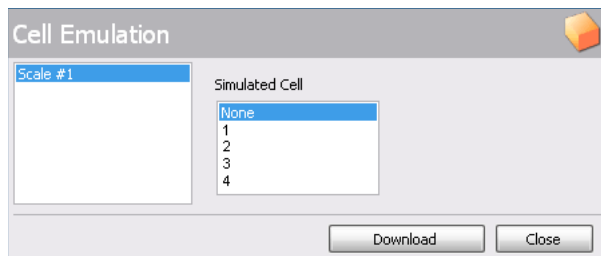 Cell Emulation
Scale #1
Simulated Cell
None
1
2
3
4
Download
Close